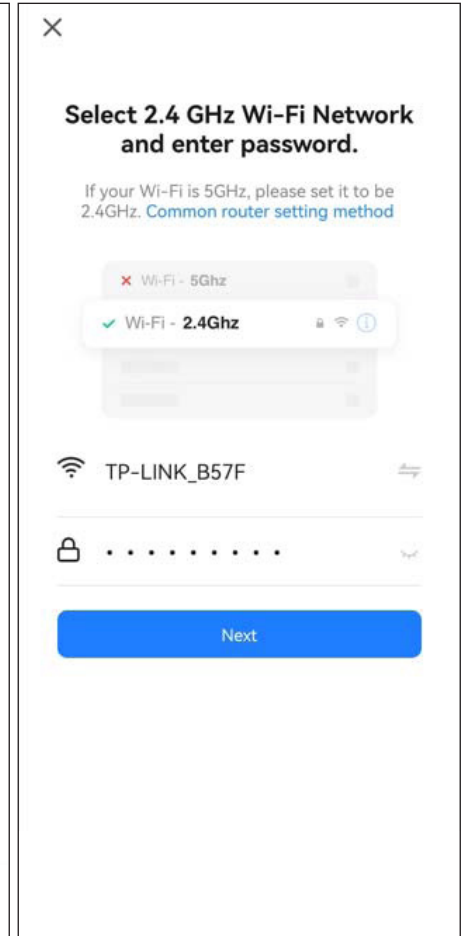 Select 2.4 GHz Wi-Fi Network
and enter password.
If your Wi-Fi is 5GHz, please set it to be
2.4GHz. Common router setting method
Wi-Fi - 5Ghz
Wi-Fi - 2.4Ghz
TP-LINK_B57F
Next